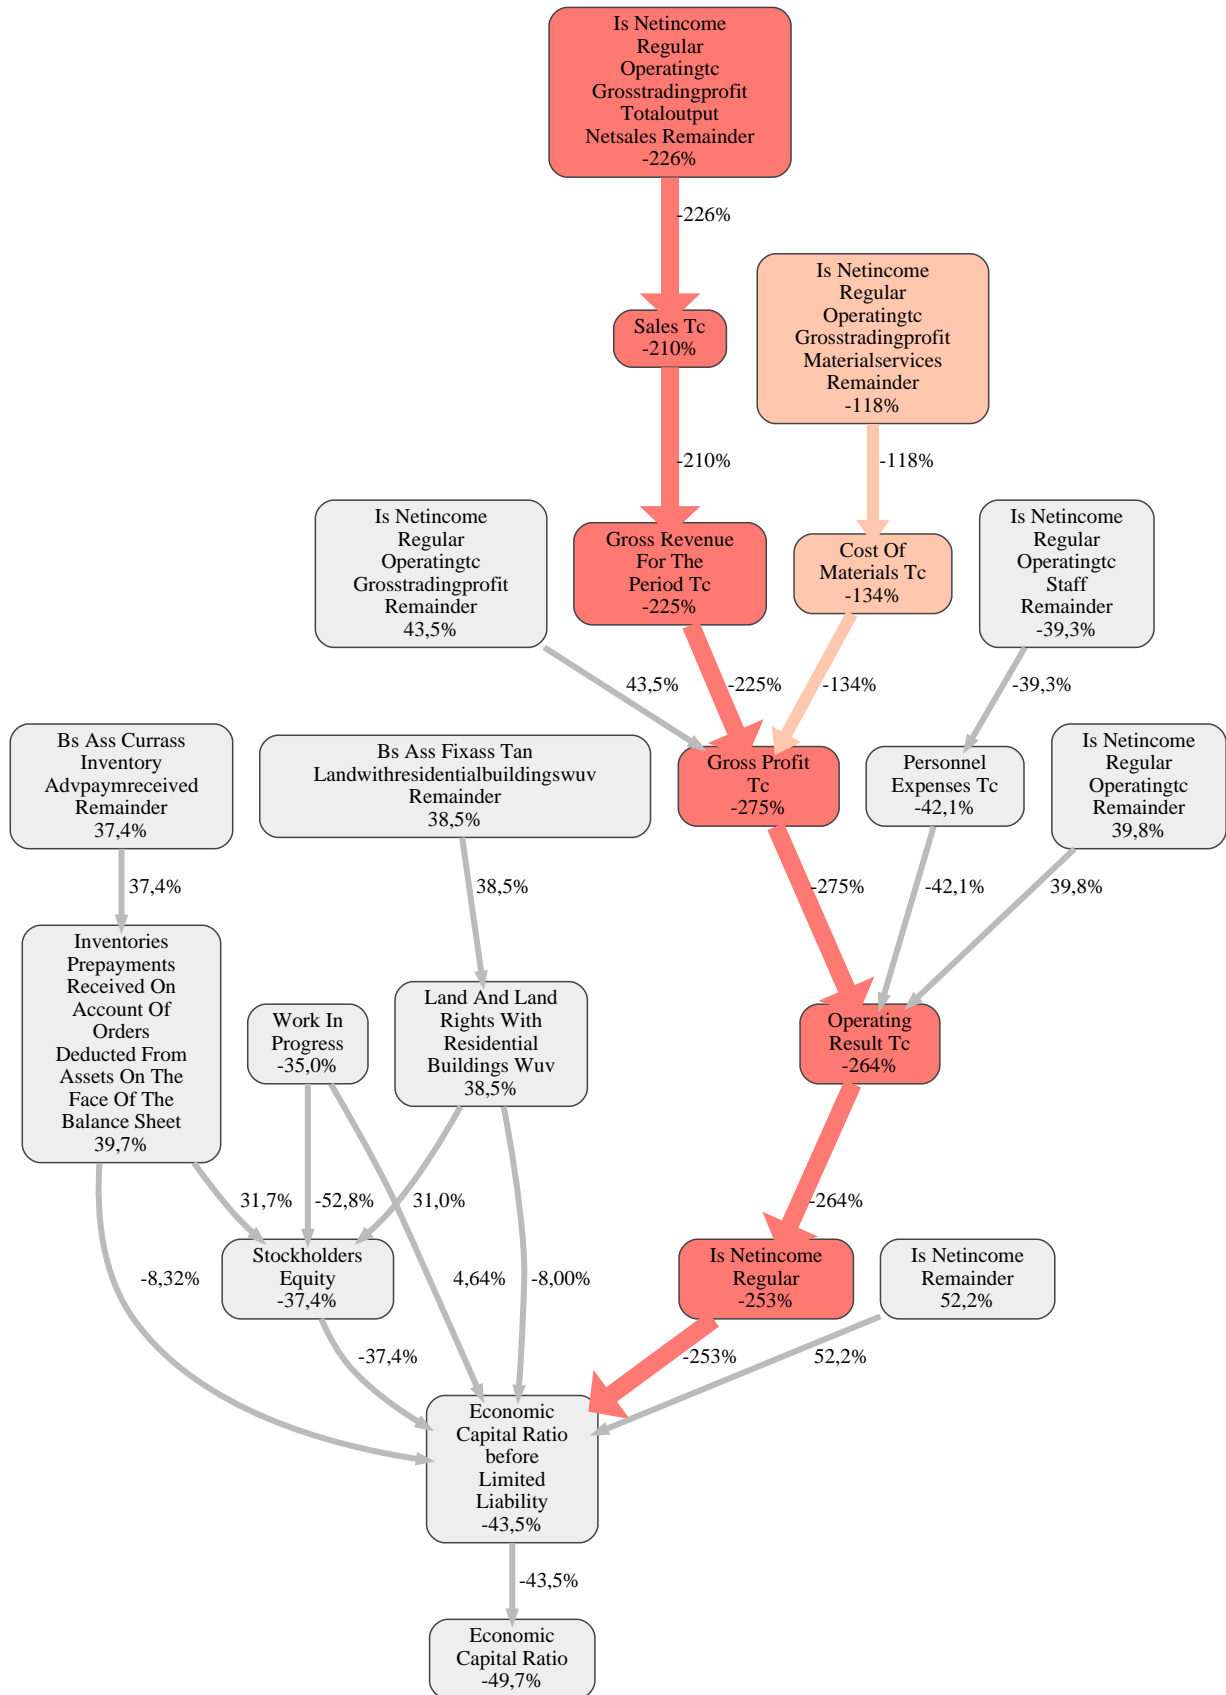 Is Netincome
Regular
Operatingtc
Grosstradingprofit
Totaloutput
Netsales Remainder
-226%
-226%
Is Netincome
Regular
Operatingtc
Grosstradingprofit
Materialservices
Remainder
-118%
Sales Tc
-210%
-210%
-118%
Is Netincome
Regular
Operatingtc
Grosstradingprofit
Remainder
43,5%
Gross Revenue
For The
Period Tc
-225%
Cost Of
Materials Tc
-134%
Is Netincome
Regular
Operatingtc
Staff
Remainder
-39,3%
43,5%
-225%
-134%
-39,3%
Bs Ass Currass
Inventory
Advpaymreceived
Remainder
37,4%
Bs Ass Fixass Tan
Landwithresidentialbuildingswuv
Remainder
38,5%
Gross Profit
Tc
-275%
Personnel
Expenses Tc
-42,1%
Is Netincome
Regular
Operatingtc
Remainder
39,8%
37,4%
38,5%
-275%
-42,1%
39,8%
Inventories
Prepayments
Received On
Account Of
Orders
Deducted From
Assets On The
Face Of The
Balance Sheet
39,7%
Work In
Progress
-35,0%
Land And Land
Rights With
Residential
Buildings Wuv
38,5%
Operating
Result Tc
-264%
31,7%
-52,8%
31,0%
-264%
Stockholders
Equity
-37,4%
Is Netincome
Regular
-253%
Is Netincome
Remainder
52,2%
-8,32%
4,64%
-8,00%
-37,4%
-253%
52,2%
Economic
Capital Ratio
before
Limited
Liability
-43,5%
-43,5%
Economic
Capital Ratio
-49,7%